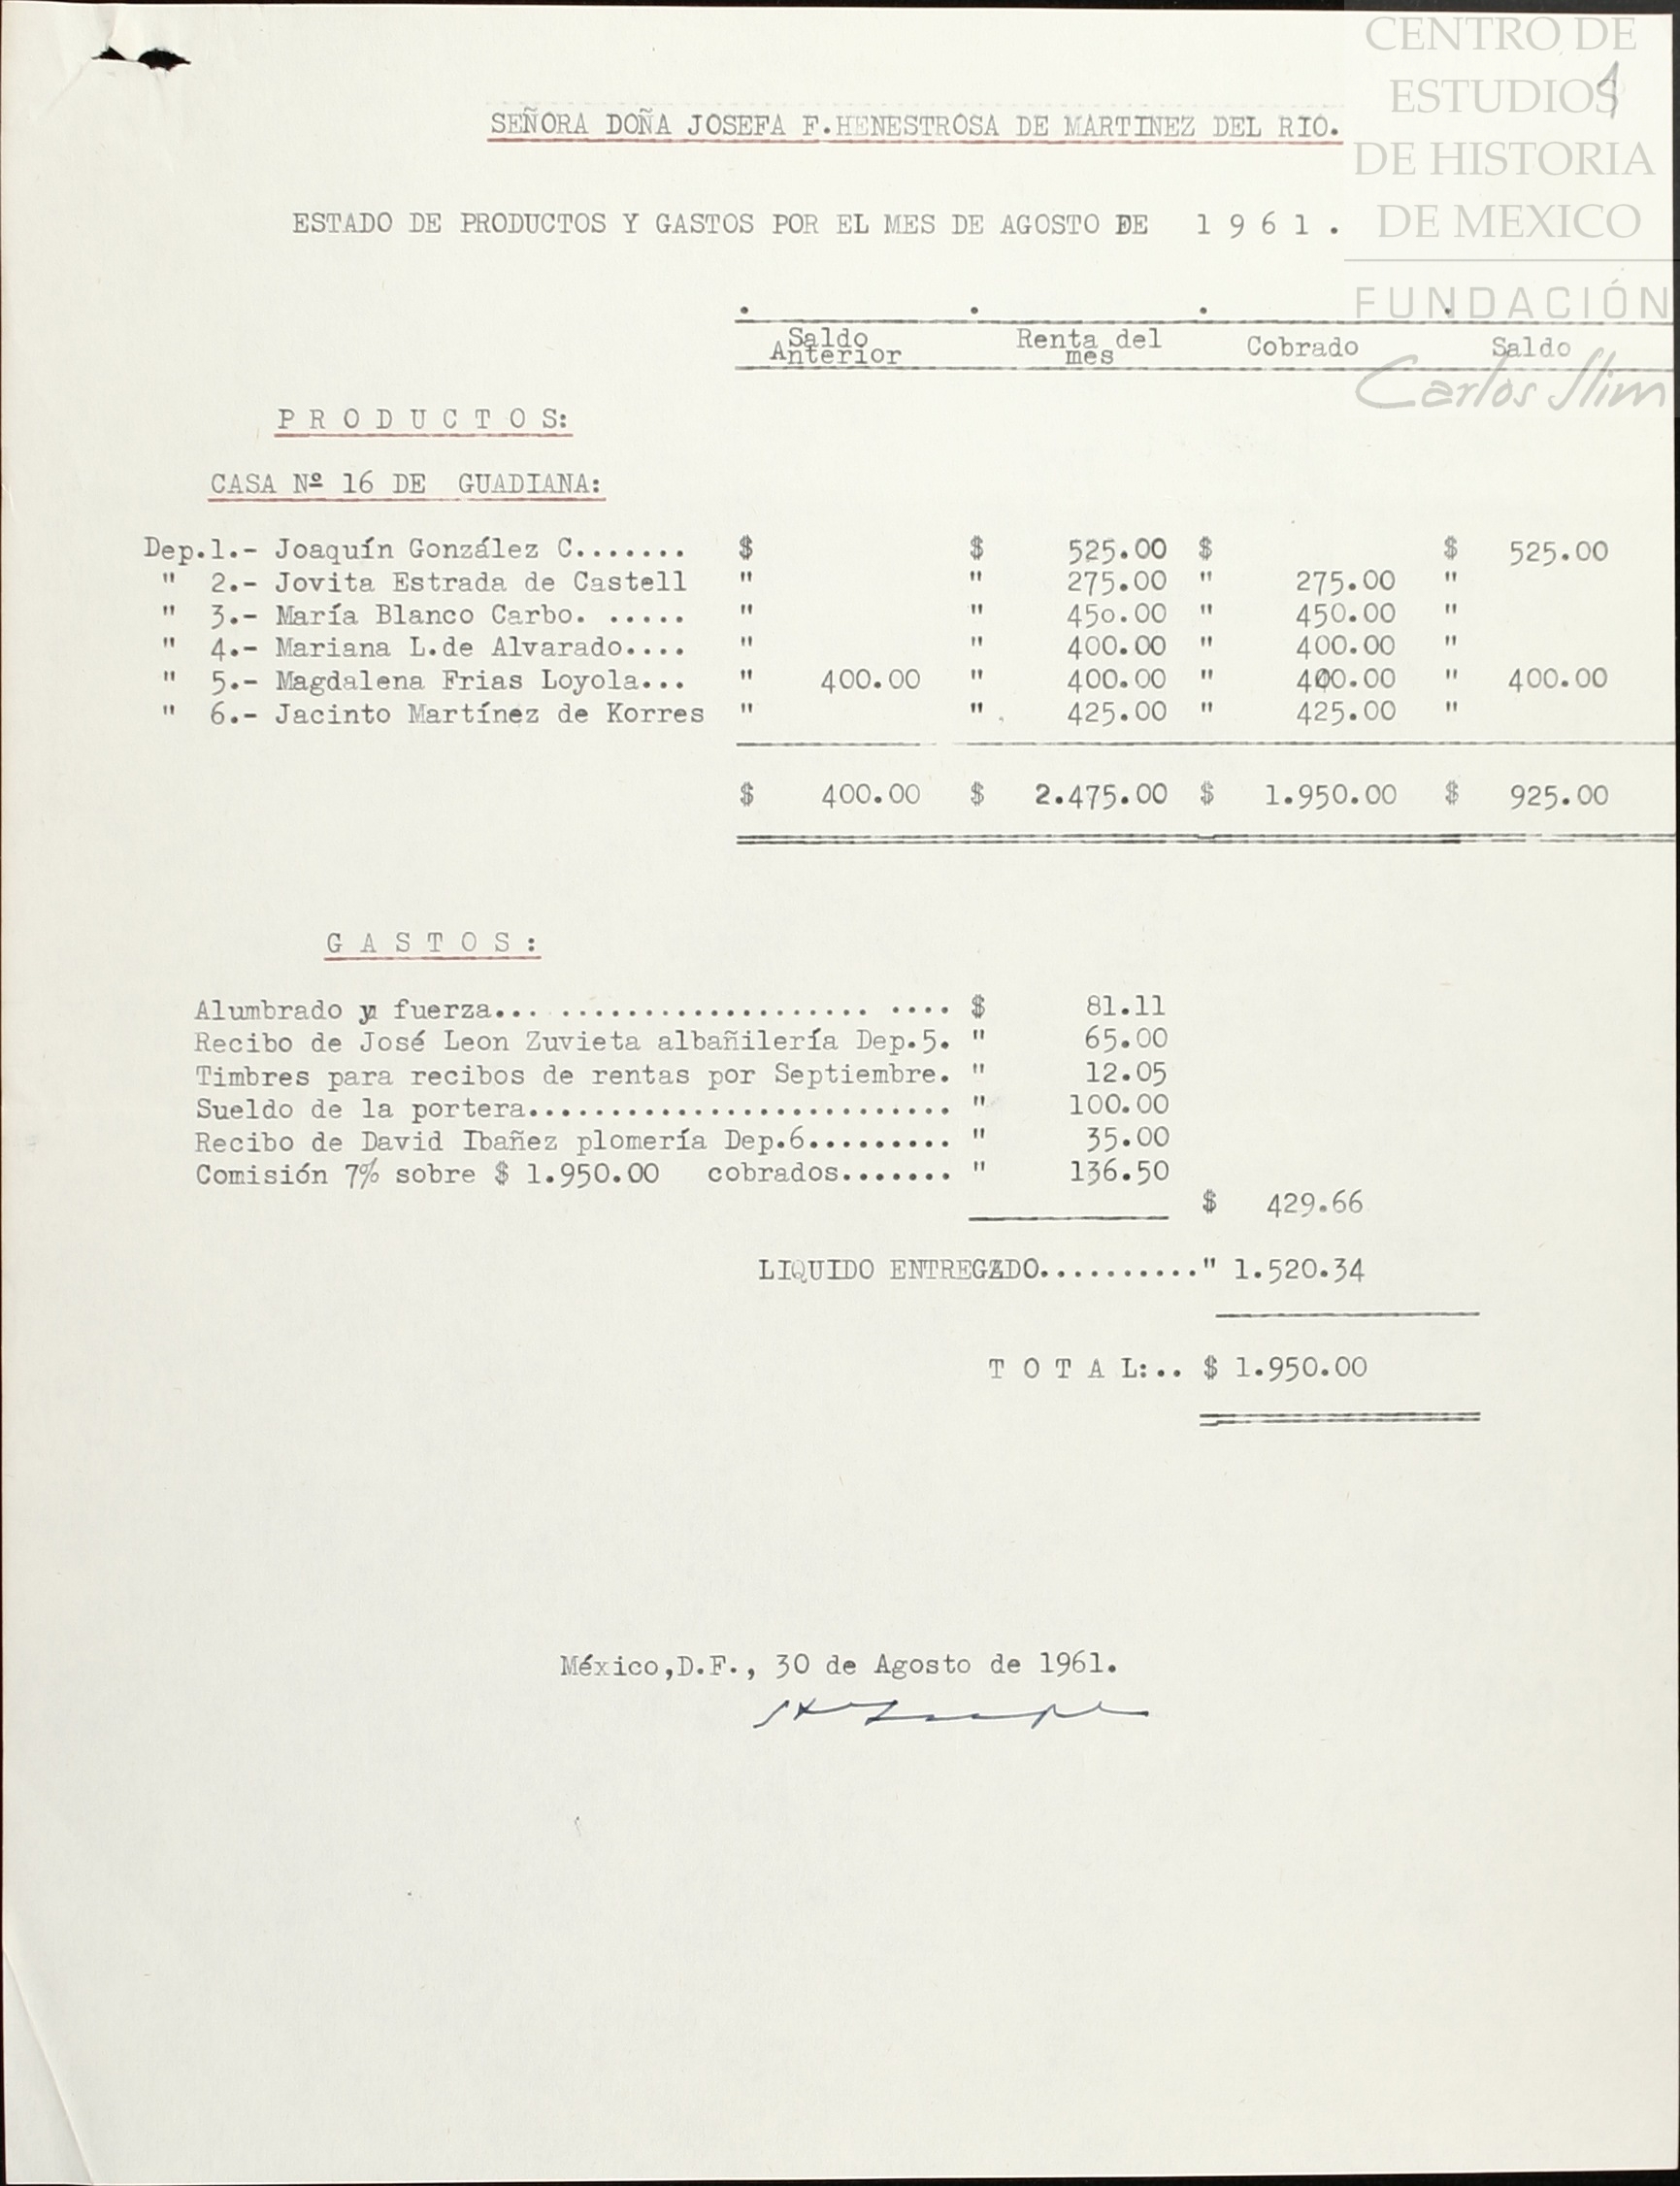 CENTRO DE
ESTUDIOS
DE HISTORIA
DE MEXICO
FUNDACIÓN
Carlos Slim
1
SEÑORA DOÑA JOSEFA F.HENESTROSA DE MARTINEZ DEL RIO.
ESTADO DE PRODUCTOS Y GASTOS POR EL MES DE AGOSTO DE 1 9 6 1 .
Saldo Anterior Renta del mes Cobrado Saldo
P R O D U C T O S:
CASA Nº 16 DE GUADIANA:
Dep.1.- Joaquín González C....... $ $ 525.00 $ $ 525.00
" 2.- Jovita Estrada de Castell " " 275.00 " 275.00 "
" 3.- María Blanco Carbo. ..... " " 450.00 " 450.00 "
" 4.- Mariana L.de Alvarado.... " " 400.00 " 400.00 "
" 5.- Magdalena Frias Loyola... " 400.00 " 400.00 " 400.00 " 400.00
" 6.- Jacinto Martínez de Korres " " 425.00 " 425.00 "
$ 400.00 $ 2.475.00 $ 1.950.00 $ 925.00
G A S T O S :
Alumbrado y fuerza... ................... .... $ 81.11
Recibo de José Leon Zuvieta albañilería Dep.5. " 65.00
Timbres para recibos de rentas por Septiembre. " 12.05
Sueldo de la portera.......................... " 100.00
Recibo de David Ibañez plomería Dep.6......... " 35.00
Comisión 7% sobre $ 1.950.00 cobrados....... " 136.50
$ 429.66
LIQUIDO ENTREGADO.........." 1.520.34
T O T A L:.. $ 1.950.00
México,D.F., 30 de Agosto de 1961.